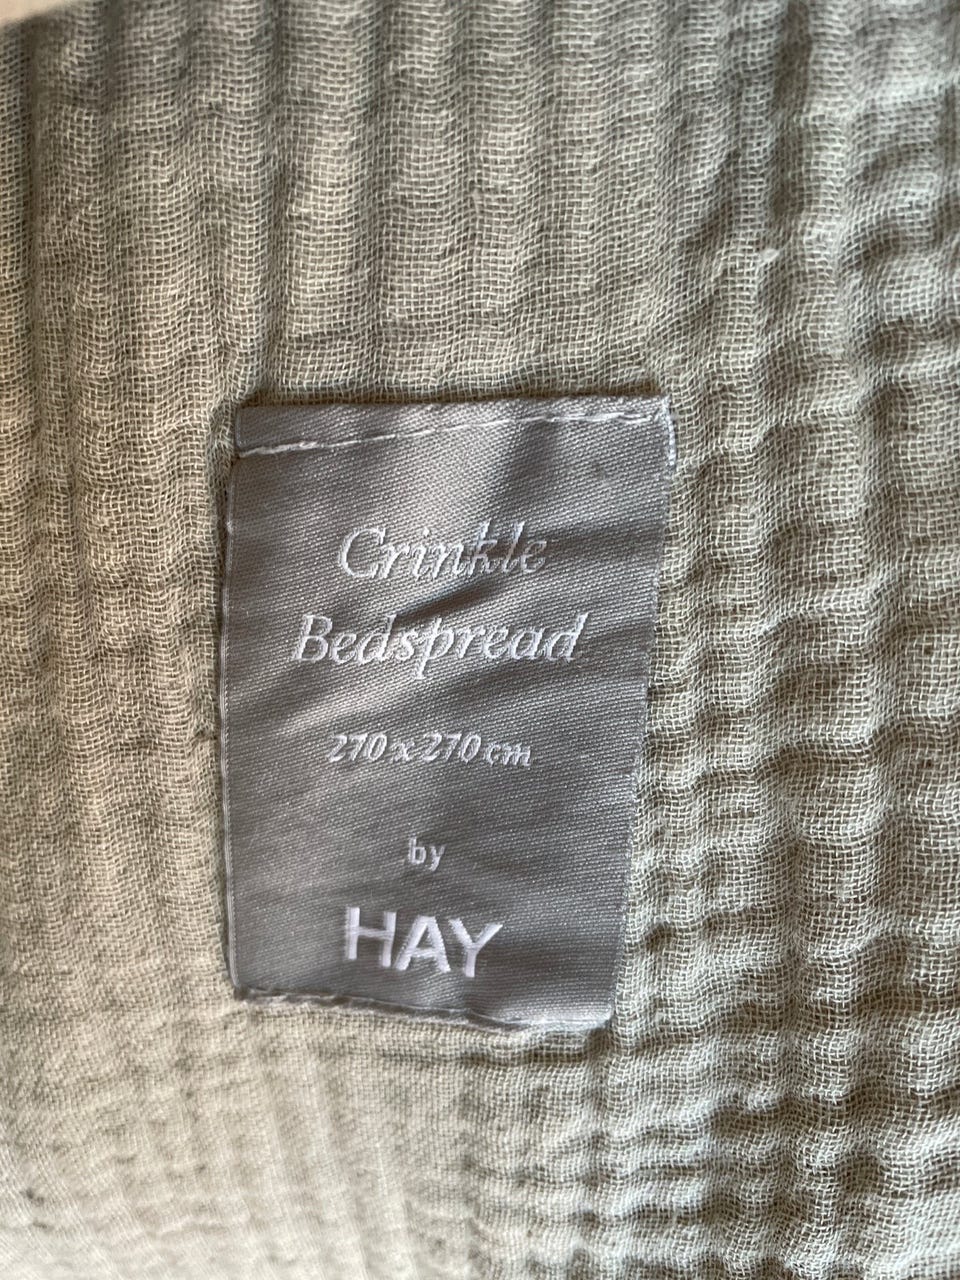 Crinkle
Bedspread
270 x 270 cm
by
HAY